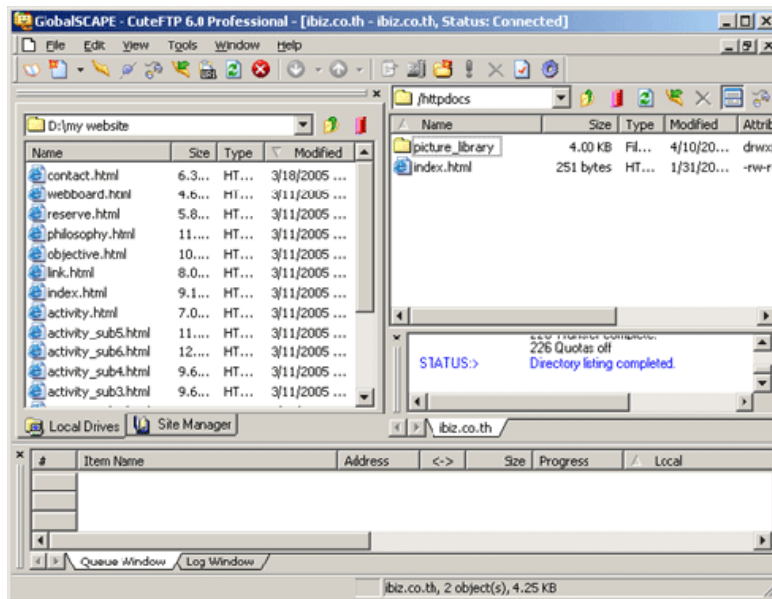 GlobalSCAPE - CuteFTP 6.0 Professional - [ibiz.co.th - ibiz.co.th, Status: Connected]
File Edit View Tools Window Help
D:\my website
Name Size Type Modified
contact.html 6.3... HT... 3/18/2005 ...
webboard.html 4.6... HT... 3/11/2005 ...
reserve.html 5.8... HT... 3/11/2005 ...
philosophy.html 11.... HT... 3/11/2005 ...
objective.html 10.... HT... 3/11/2005 ...
link.html 8.0... HT... 3/11/2005 ...
index.html 9.1... HT... 3/11/2005 ...
activity.html 7.0... HT... 3/11/2005 ...
activity_sub5.html 11.... HT... 3/11/2005 ...
activity_sub6.html 12.... HT... 3/11/2005 ...
activity_sub4.html 9.6... HT... 3/11/2005 ...
activity_sub3.html 9.6... HT... 3/11/2005 ...
Local Drives Site Manager
/httpdocs
Name Size Type Modified Attrib
picture_library 4.00 KB Fil... 4/10/20... drwx
index.html 251 bytes HT... 1/31/20... -rw-r
226 Transfer complete.
226 Quotas off
STATUS:> Directory listing completed.
ibiz.co.th
# Item Name Address <-> Size Progress Local
Queue Window Log Window
ibiz.co.th, 2 object(s), 4.25 KB